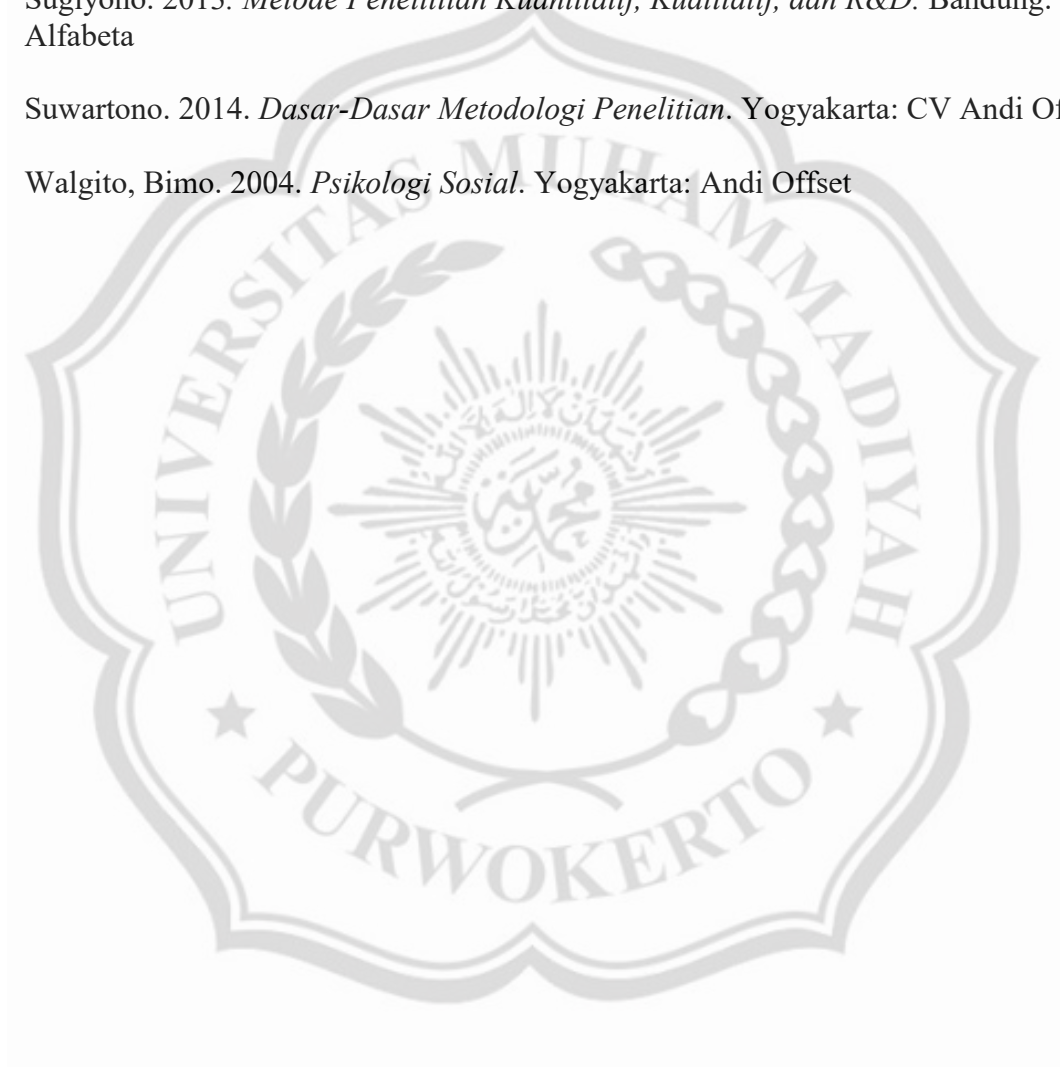 Sugiyono. 2015. Metode Penelitian Kuantitatif, Kualitatif, dan R&D. Bandung:
Alfabeta
Suwartono. 2014. Dasar-Dasar Metodologi Penelitian. Yogyakarta: CV Andi Of
Walgito, Bimo. 2004. Psikologi Sosial. Yogyakarta: Andi Offset
UNIVERSITAS MUHAMMADIYAH
محمد
PURWOKERTO